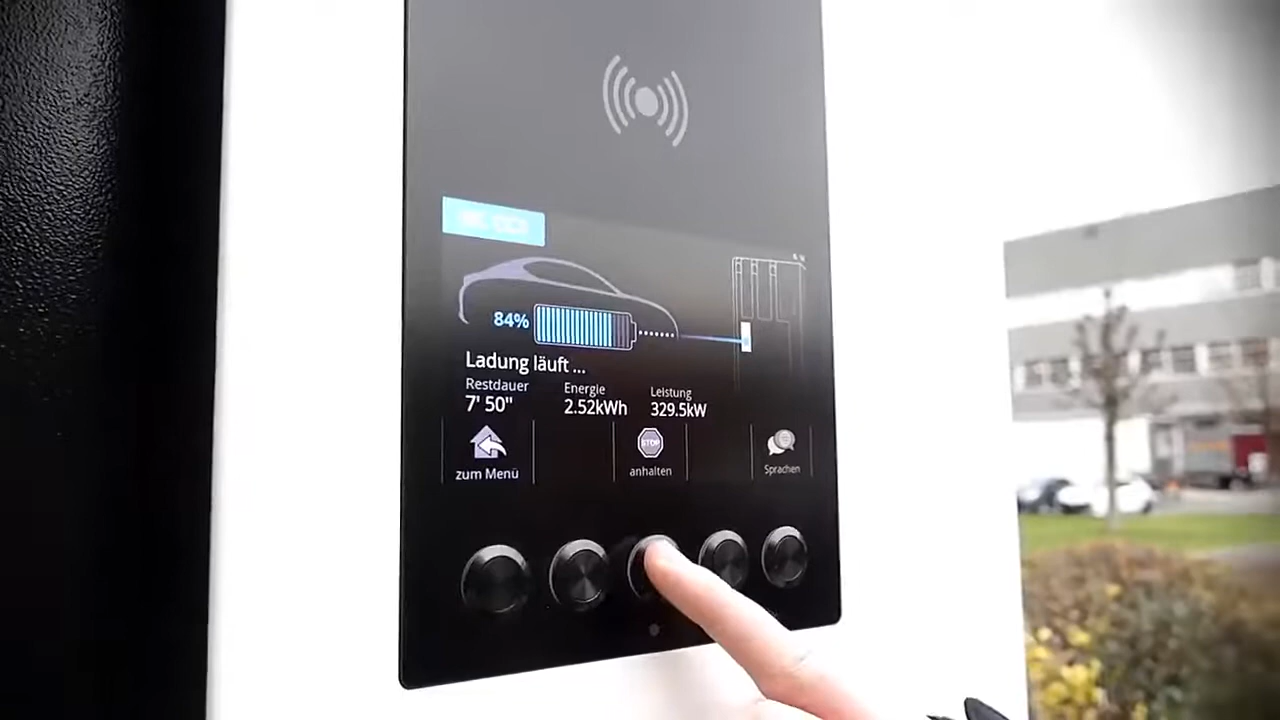 84%
Ladung läuft ...
Restdauer Energie Leistung
7' 50" 2.52kWh 329.5kW
STOP
zum Menü anhalten Sprachen